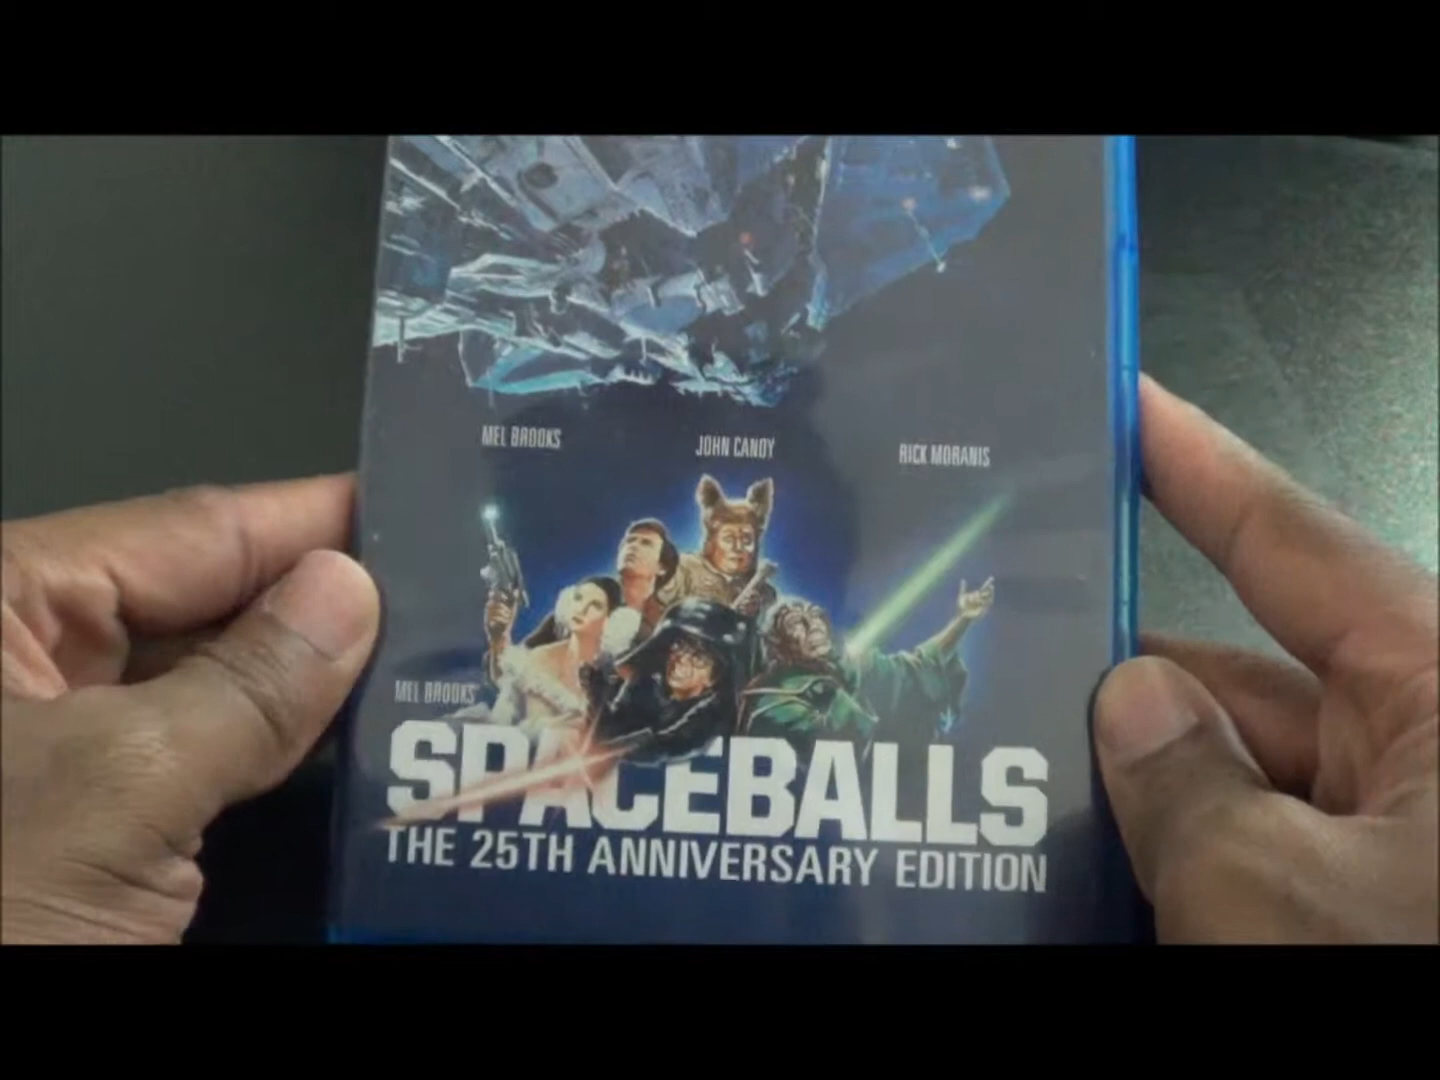 MEL BROOKS JOHN CANDY RICK MORANIS
MEL BROOKS'
SPACEBALLS
THE 25TH ANNIVERSARY EDITION